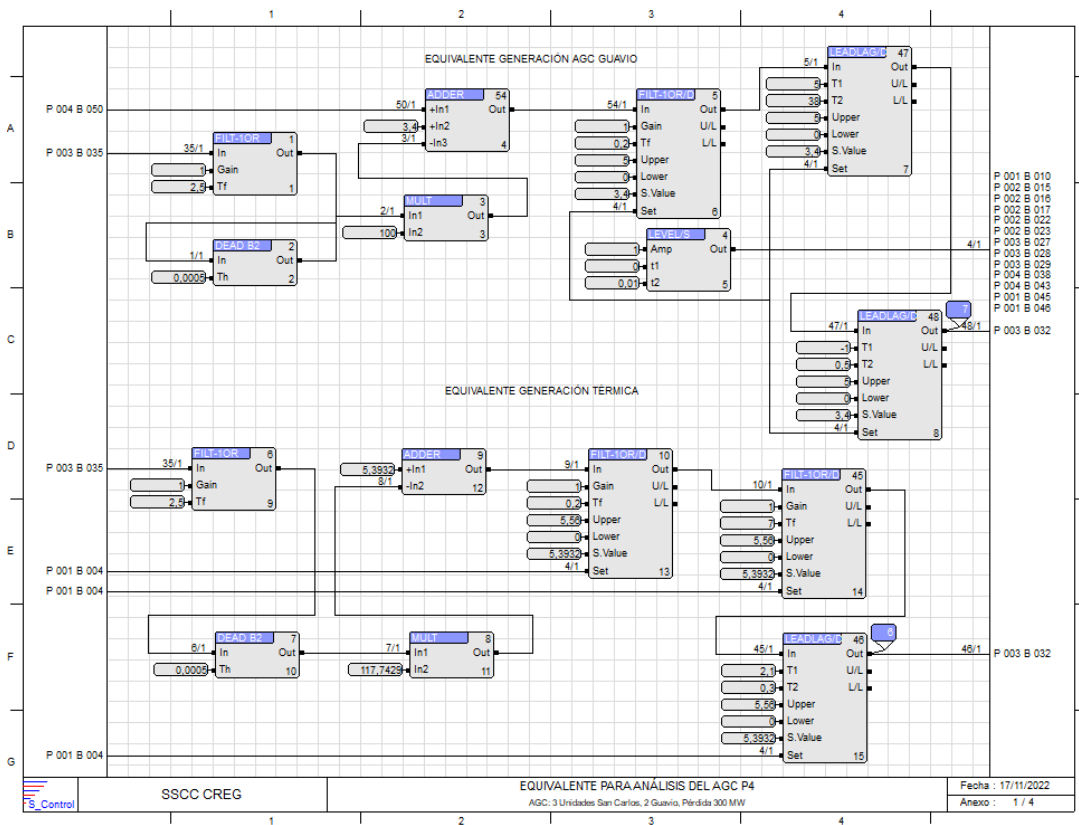 1 2 3 4
EQUIVALENTE GENERACIÓN AGC GUAVIO
A
P 004 B 050
P 003 B 035
35/1
FILT-1OR 1
In Out
1 Gain
2,5 Tf 1
50/1
ADDER 54
+In1 Out
3,4 +In2
3/1 -In3 4
54/1
FILT-1OR/D 5
In Out
1 Gain U/L
0,2 Tf L/L
5 Upper
0 Lower
3,4 S.Value
4/1 Set 6
5/1
LEADLAG/D 47
In Out
5 T1 U/L
38 T2 L/L
5 Upper
0 Lower
3,4 S.Value
4/1 Set 7
B
1/1
DEAD B2 2
In Out
0,0005 Th 2
2/1
MULT 3
In1 Out
100 In2 3
LEVEL/S 4
1 Amp Out
0 t1
0,01 t2 5
4/1
P 001 B 010
P 002 B 015
P 002 B 016
P 002 B 017
P 002 B 022
P 002 B 023
P 003 B 027
P 003 B 028
P 003 B 029
P 004 B 038
P 004 B 043
P 001 B 045
P 001 B 046
C
47/1
LEADLAG/D 48
In Out
-1 T1 U/L
0,5 T2 L/L
5 Upper
0 Lower
3,4 S.Value
4/1 Set 8
7
48/1
P 003 B 032
EQUIVALENTE GENERACIÓN TÈRMICA
D
P 003 B 035
35/1
FILT-1OR 6
In Out
1 Gain
2,5 Tf 9
ADDER 9
5,3932 +In1 Out
8/1 -In2 12
9/1
FILT-1OR/D 10
In Out
1 Gain U/L
0,2 Tf L/L
5,56 Upper
0 Lower
5,3932 S.Value
4/1 Set 13
10/1
FILT-1OR/D 45
In Out
1 Gain U/L
7 Tf L/L
5,56 Upper
0 Lower
5,3932 S.Value
4/1 Set 14
E
P 001 B 004
P 001 B 004
F
6/1
DEAD B2 7
In Out
0,0005 Th 10
7/1
MULT 8
In1 Out
117,7429 In2 11
45/1
LEADLAG/D 46
In Out
2,1 T1 U/L
0,3 T2 L/L
5,56 Upper
0 Lower
5,3932 S.Value
4/1 Set 15
6
46/1
P 003 B 032
G
P 001 B 004
S_Control
SSCC CREG
EQUIVALENTE PARA ANÁLISIS DEL AGC P4
AGC: 3 Unidades San Carlos, 2 Guavio, Pérdida 300 MW
Fecha : 17/11/2022
Anexo : 1 / 4
1 2 3 4